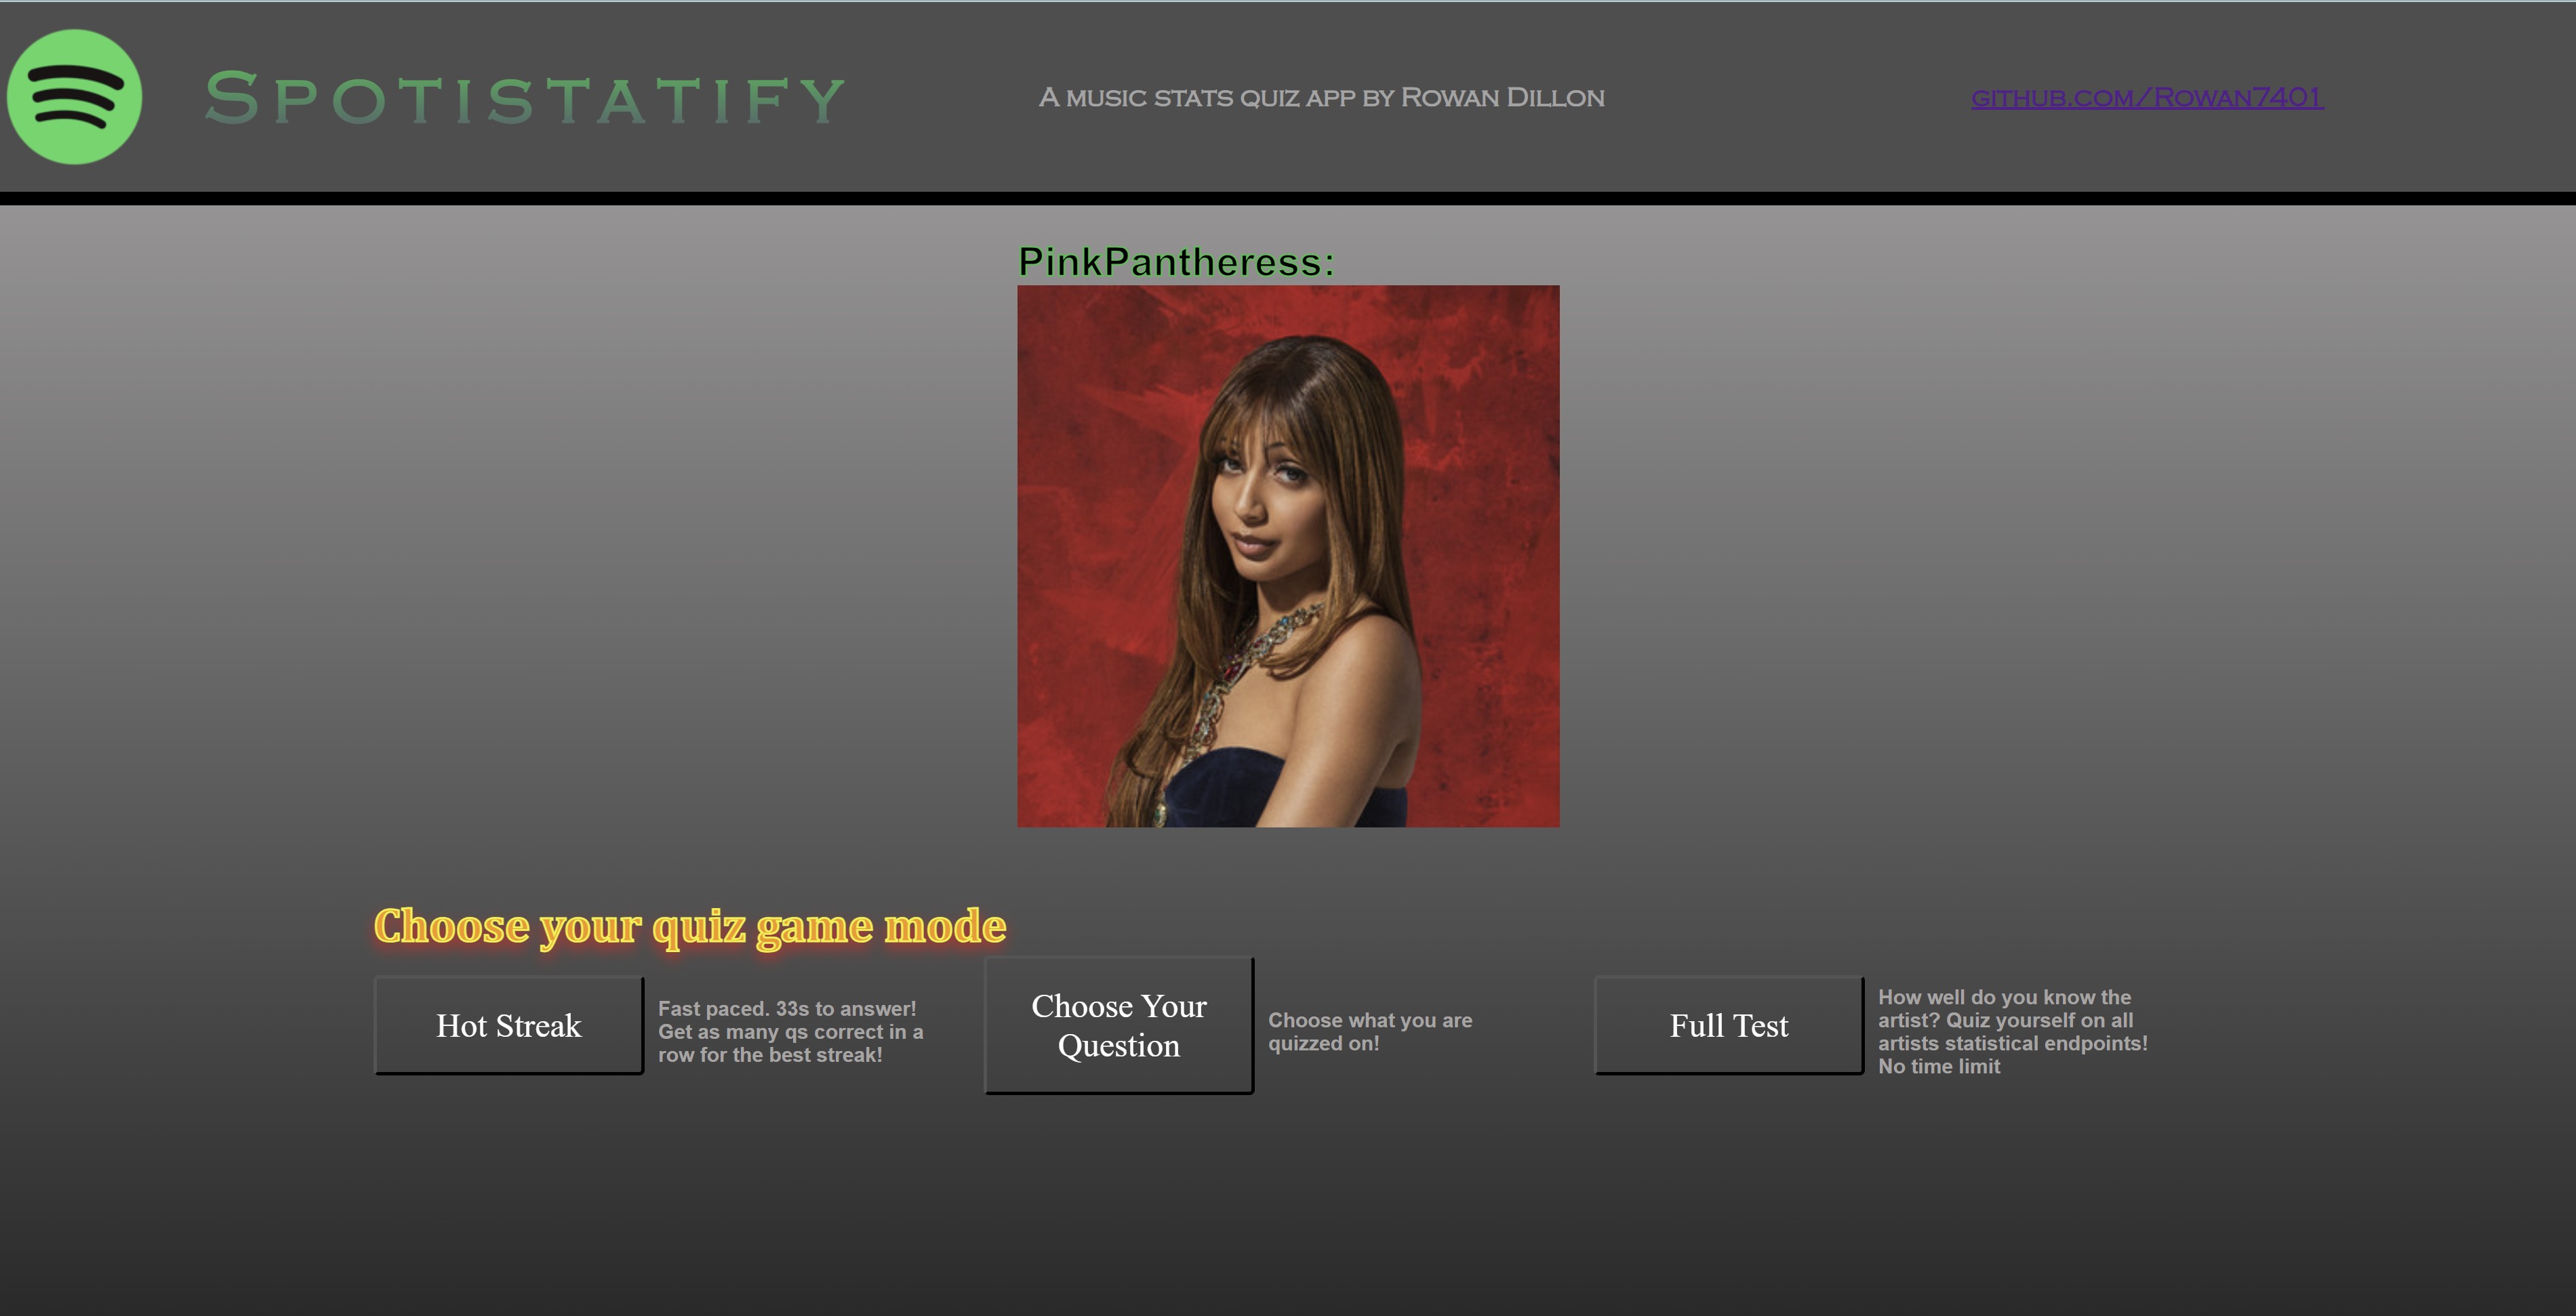 Spotistatify
A music stats quiz app by Rowan Dillon
github.com/Rowan7401
PinkPantheress:
Choose your quiz game mode
Hot Streak
Fast paced. 33s to answer!
Get as many qs correct in a
row for the best streak!
Choose Your
Question
Choose what you are
quizzed on!
Full Test
How well do you know the
artist? Quiz yourself on all
artists statistical endpoints!
No time limit